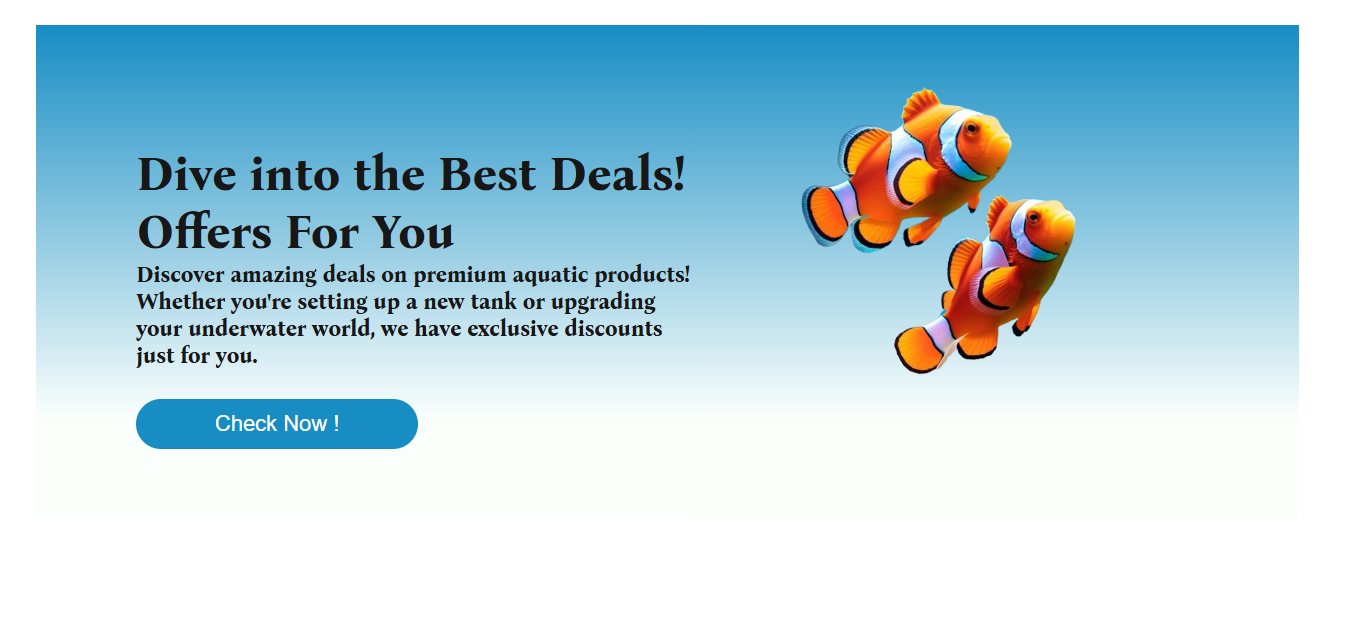 Dive into the Best Deals!
Offers For You
Discover amazing deals on premium aquatic products!
Whether you're setting up a new tank or upgrading
your underwater world, we have exclusive discounts
just for you.
Check Now !